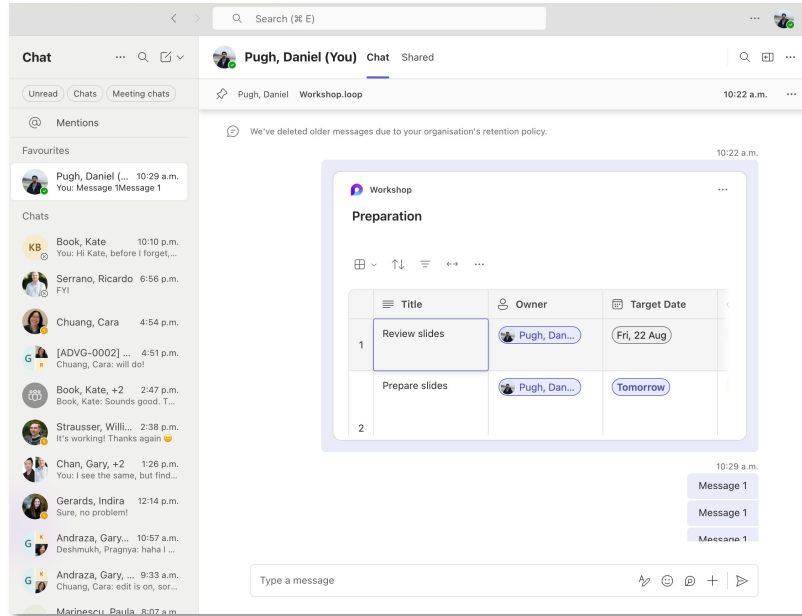 Search (⌘ E)
Chat
Unread Chats Meeting chats
@ Mentions
Favourites
Pugh, Daniel (... 10:29 a.m.
You: Message 1Message 1
Chats
KB
Book, Kate 10:10 p.m.
You: Hi Kate, before I forget,...
Serrano, Ricardo 6:56 p.m.
FYI
Chuang, Cara 4:54 p.m.
G K
[ADVG-0002] ... 4:51 p.m.
Chuang, Cara: will do!
Book, Kate, +2 2:47 p.m.
Book, Kate: Sounds good. T...
Strausser, Willi... 2:38 p.m.
It's working! Thanks again 😊
Chan, Gary, +2 1:26 p.m.
You: I see the same, but find...
Gerards, Indira 12:14 p.m.
Sure, no problem!
G K
Andraza, Gary... 10:57 a.m.
Deshmukh, Pragnya: haha I ...
G K
Andraza, Gary, ... 9:33 a.m.
Chuang, Cara: edit is on, sor...
Marinescu, Paula 8:07 a.m.
Pugh, Daniel (You) Chat Shared
Pugh, Daniel Workshop.loop 10:22 a.m.
We've deleted older messages due to your organisation's retention policy.
10:22 a.m.
Workshop
Preparation
Title Owner Target Date
1 Review slides Pugh, Dan... Fri, 22 Aug
2 Prepare slides Pugh, Dan... Tomorrow
10:29 a.m.
Message 1
Message 1
Message 1
Type a message